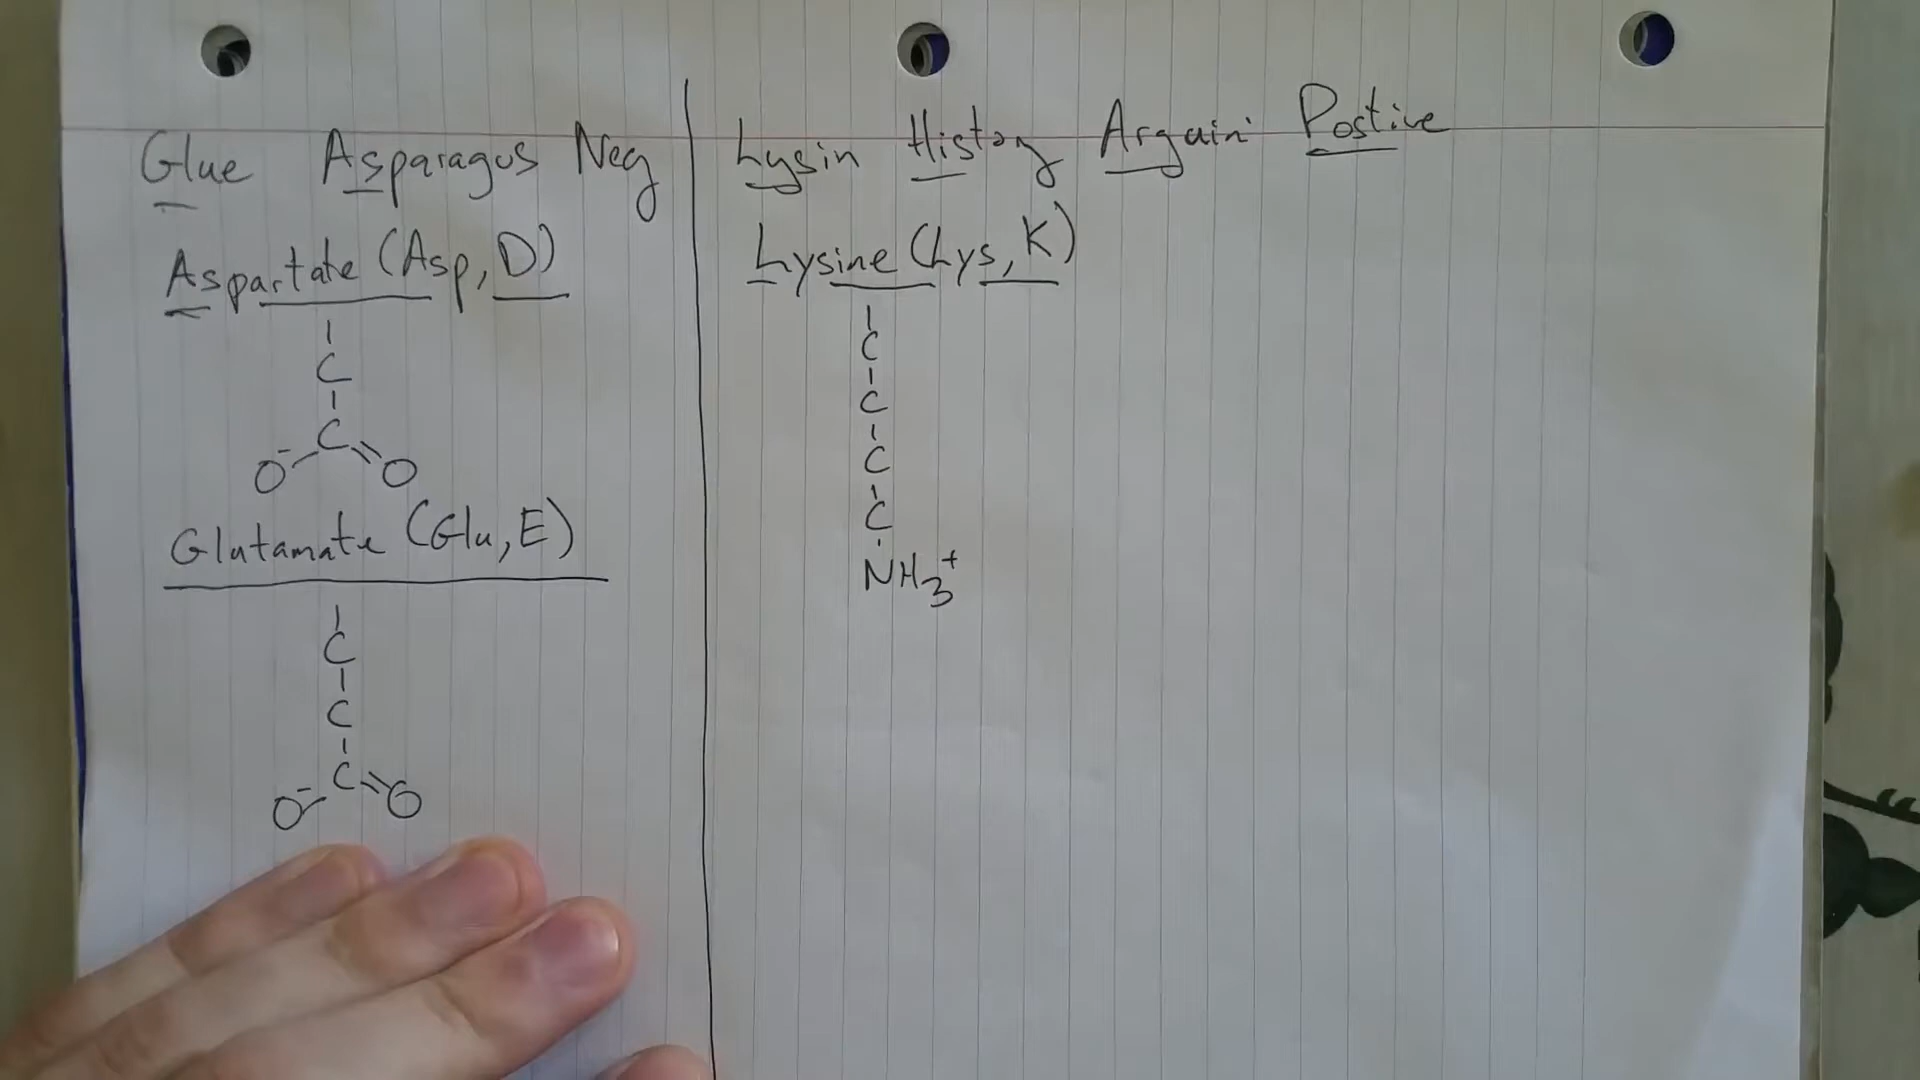 Glue Asparagus Neg
Aspartate (Asp, D)
C
C
O⁻ O
Glutamate (Glu, E)
C
C
C
O⁻ O
Lysin History Arguin' Postive
Lysine (Lys, K)
C
C
C
C
NH₃⁺